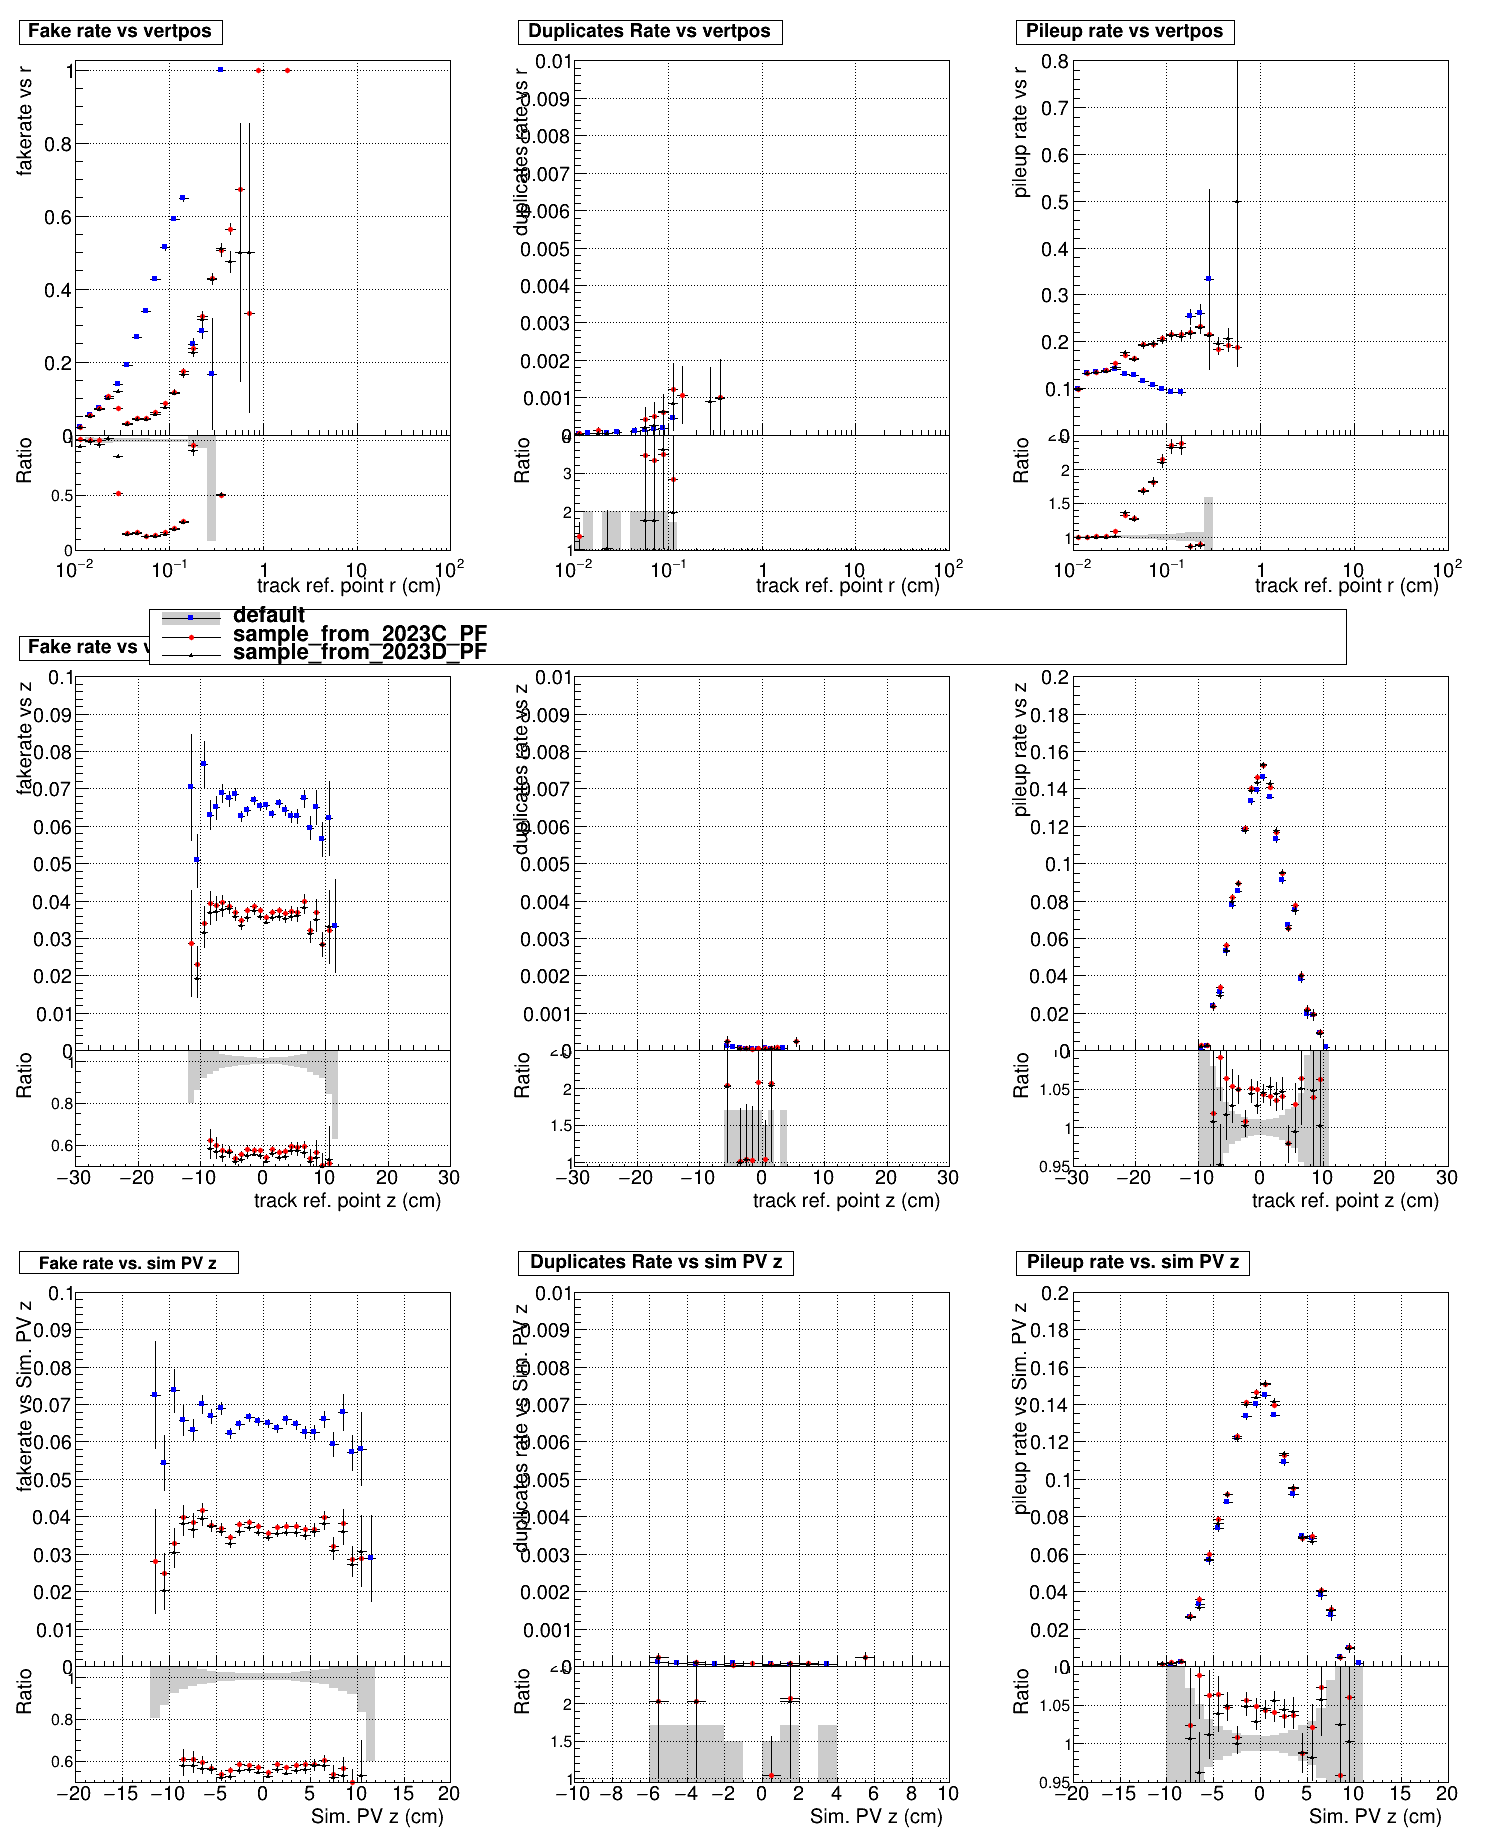 Fake rate vs vertpos
Duplicates Rate vs vertpos
Pileup rate vs vertpos
fakerate vs r
1
0.8
0.6
0.4
0.2
0
Ratio
1
0.5
0
10−2 10−1 1 10 102
track ref. point r (cm)
duplicates rate vs r
0.01
0.009
0.008
0.007
0.006
0.005
0.004
0.003
0.002
0.001
0
Ratio
3
2
1
10−2 10−1 1 10 102
track ref. point r (cm)
pileup rate vs r
0.8
0.7
0.6
0.5
0.4
0.3
0.2
0.1
0
Ratio
2
1.5
1
10−2 10−1 1 10 102
track ref. point r (cm)
default
sample_from_2023C_PF
sample_from_2023D_PF
Fake rate vs v
fakerate vs z
0.1
0.09
0.08
0.07
0.06
0.05
0.04
0.03
0.02
0.01
0
Ratio
1
0.8
0.6
−30 −20 −10 0 10 20 30
track ref. point z (cm)
duplicates rate vs z
0.01
0.009
0.008
0.007
0.006
0.005
0.004
0.003
0.002
0.001
0
Ratio
2
1.5
1
−30 −20 −10 0 10 20 30
track ref. point z (cm)
pileup rate vs z
0.2
0.18
0.16
0.14
0.12
0.1
0.08
0.06
0.04
0.02
0
Ratio
1.05
1
0.95
−30 −20 −10 0 10 20 30
track ref. point z (cm)
Fake rate vs. sim PV z
Duplicates Rate vs sim PV z
Pileup rate vs. sim PV z
fakerate vs Sim. PV z
0.1
0.09
0.08
0.07
0.06
0.05
0.04
0.03
0.02
0.01
0
Ratio
1
0.8
0.6
−20 −15 −10 −5 0 5 10 15 20
Sim. PV z (cm)
duplicates rate vs Sim. PV z
0.01
0.009
0.008
0.007
0.006
0.005
0.004
0.003
0.002
0.001
0
Ratio
2
1.5
1
−10 −8 −6 −4 −2 0 2 4 6 8 10
Sim. PV z (cm)
pileup rate vs Sim. PV z
0.2
0.18
0.16
0.14
0.12
0.1
0.08
0.06
0.04
0.02
0
Ratio
1.05
1
0.95
−20 −15 −10 −5 0 5 10 15 20
Sim. PV z (cm)